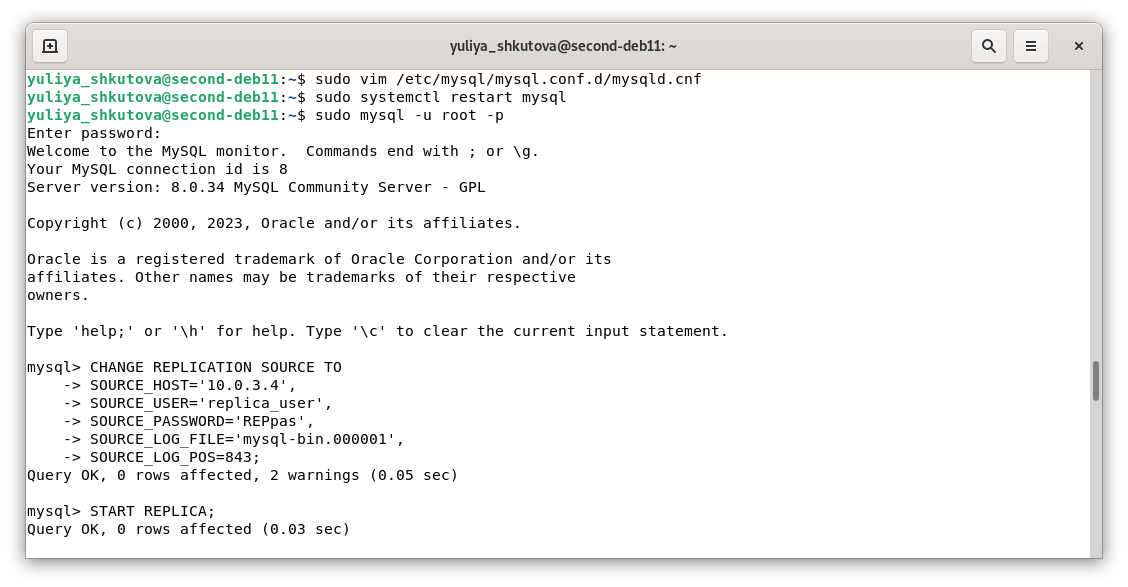 yuliya_shkutova@second-deb11: ~
yuliya_shkutova@second-deb11:~$ sudo vim /etc/mysql/mysql.conf.d/mysqld.cnf
yuliya_shkutova@second-deb11:~$ sudo systemctl restart mysql
yuliya_shkutova@second-deb11:~$ sudo mysql -u root -p
Enter password:
Welcome to the MySQL monitor.  Commands end with ; or \g.
Your MySQL connection id is 8
Server version: 8.0.34 MySQL Community Server - GPL
Copyright (c) 2000, 2023, Oracle and/or its affiliates.
Oracle is a registered trademark of Oracle Corporation and/or its
affiliates. Other names may be trademarks of their respective
owners.
Type 'help;' or '\h' for help. Type '\c' to clear the current input statement.
mysql> CHANGE REPLICATION SOURCE TO
    -> SOURCE_HOST='10.0.3.4',
    -> SOURCE_USER='replica_user',
    -> SOURCE_PASSWORD='REPpas',
    -> SOURCE_LOG_FILE='mysql-bin.000001',
    -> SOURCE_LOG_POS=843;
Query OK, 0 rows affected, 2 warnings (0.05 sec)
mysql> START REPLICA;
Query OK, 0 rows affected (0.03 sec)